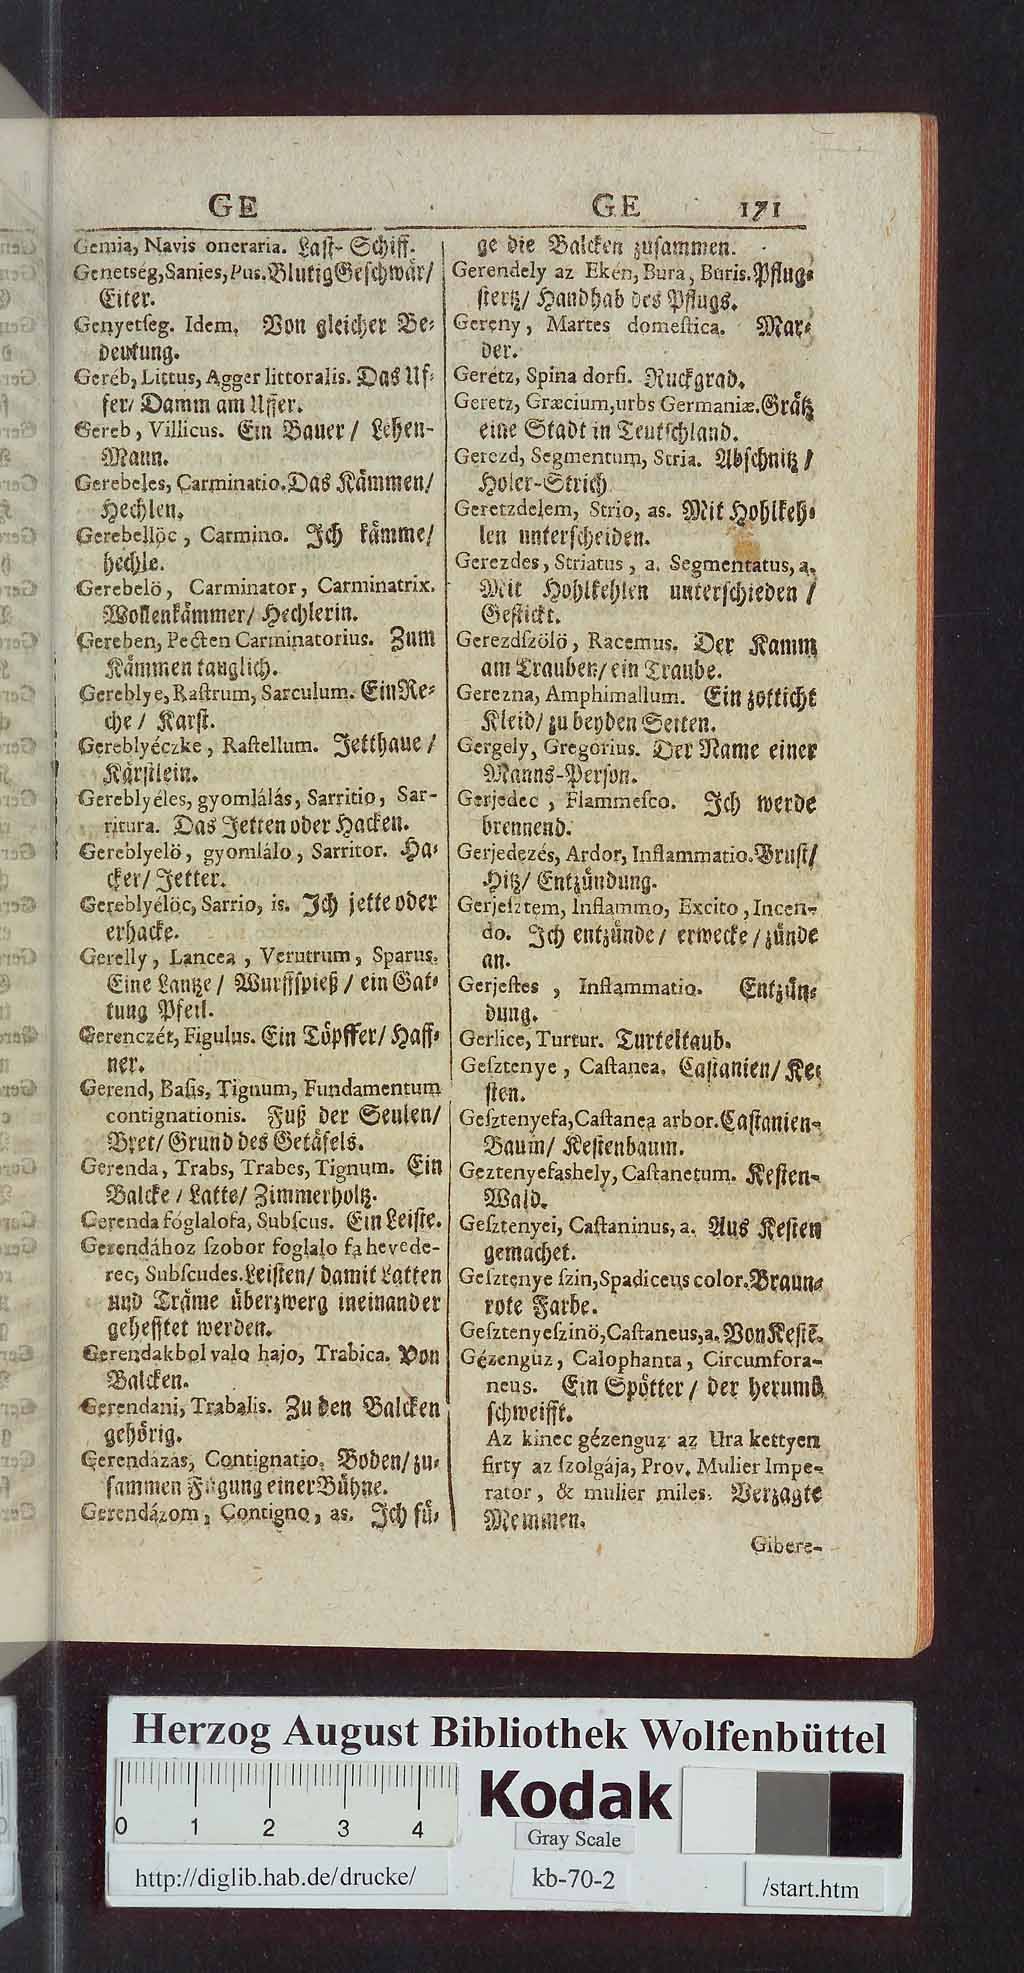 GE
GE 171
Gemia, Navis oneraria. Last-Schiff.
Genetség, Sanies, Pus. Blutig Geschwär/
Eiter.
Genyetſeg. Idem. Von gleicher Be-
deutung.
Geréb, Littus, Agger littoralis. Das Uf-
fer/ Damm am Uffer.
Gereb, Villicus. Ein Bauer/ Lehen-
Mann.
Gerebeles, Carminatio. Das Kämmen/
Hechlen.
Gerebellöc, Carmino. Ich kämme/
hechle.
Gerebelö, Carminator, Carminatrix.
Wollenkämmer/ Hechlerin.
Gereben, Pecten Carminatorius. Zum
Kämmen tauglich.
Gereblye, Raſtrum, Sarculum. Ein Re-
che/ Karſt.
Gereblyéczke, Raſtellum. Jetthaue/
Kärſtlein.
Gereblyéles, gyomlálás, Sarritio, Sar-
ritura. Das Jetten oder Hacken.
Gereblyelö, gyomlálo, Sarritor. Ha-
cker/ Jetter.
Gereblyélöc, Sarrio, is. Ich jette oder
erhacke.
Gerelly, Lancea, Verutrum, Sparus.
Eine Lantze/ Wurffſpieß/ ein Gat-
tung Pfeil.
Gerenczét, Figulus. Ein Töpffer/ Haff-
ner.
Gerend, Baſis, Tignum, Fundamentum
contignationis. Fuß der Seulen/
Bret/ Grund des Getäfels.
Gerenda, Trabs, Trabes, Tignum. Ein
Balcke/ Latte/ Zimmerholtz.
Gerenda fóglalofa, Subſcus. Ein Leiſte.
Gerendához ſzobor foglalo fa hevede-
rec, Subſcudes. Leiſten/ damit Latten
und Träme überzwerg ineinander
gehefftet werden.
Gerendakbol valo hajo, Trabica. Von
Balcken.
Gerendani, Trabalis. Zu den Balcken
gehörig.
Gerendázás, Contignatio. Boden/ zu-
ſammen Fügung einer Bühne.
Gerendázom, Contigno, as. Ich fü-
ge die Balcken zuſammen.
Gerendely az Ekén, Bura, Buris. Pflug-
ſtertz/ Handhab des Pflugs.
Gereny, Martes domeſtica. Mar-
der.
Gerétz, Spina dorſi. Ruckgrad.
Geretz, Græcium, urbs Germaniæ. Grätz
eine Stadt in Teutſchland.
Gerezd, Segmentum, Stria. Abſchnitz/
Holer-Strich
Geretzdelem, Strio, as. Mit Hohlkeh-
len unterſcheiden.
Gerezdes, Striatus, a. Segmentatus, a.
Mit Hohlkehlen unterſchieden/
Geſtickt.
Gerezdſzölö, Racemus. Der Kamm
am Trauben/ ein Traube.
Gerezna, Amphimallum. Ein zotticht
Kleid/ zu beyden Seiten.
Gergely, Gregorius. Der Name einer
Manns-Perſon.
Gerjedec, Flammeſco. Ich werde
brennend.
Gerjedezés, Ardor, Inflammatio. Brunſt/
Hitz/ Entzündung.
Gerjeſztem, Inflammo, Excito, Incen-
do. Ich entzünde/ erwecke/ zünde
an.
Gerjeſtes, Inflammatio. Entzün-
dung.
Gerlice, Turtur. Turteltaub.
Geſztenye, Caſtanea. Caſtanien/ Ke-
ſten.
Geſztenyefa, Caſtanea arbor. Caſtanien-
Baum/ Keſtenbaum.
Geztenyefashely, Caſtanetum. Keſten-
Wald.
Geſztenyei, Caſtaninus, a. Aus Keſten
gemachet.
Geſztenye ſzin, Spadiceus color. Braun-
rote Farbe.
Geſztenyeſzinö, Caſtaneus, a. Von Keſtē.
Gézengúz, Calophanta, Circumfora-
neus. Ein Spötter/ der herumb
ſchweifft.
Az kinec gézenguz az Ura kettyen
firty az ſzolgája, Prov. Mulier Impe-
rator, & mulier miles. Verzagte
Memmen.
Gibere-
Herzog August Bibliothek Wolfenbüttel
Kodak
0 1 2 3 4
Gray Scale
http://diglib.hab.de/drucke/
kb-70-2
/start.htm